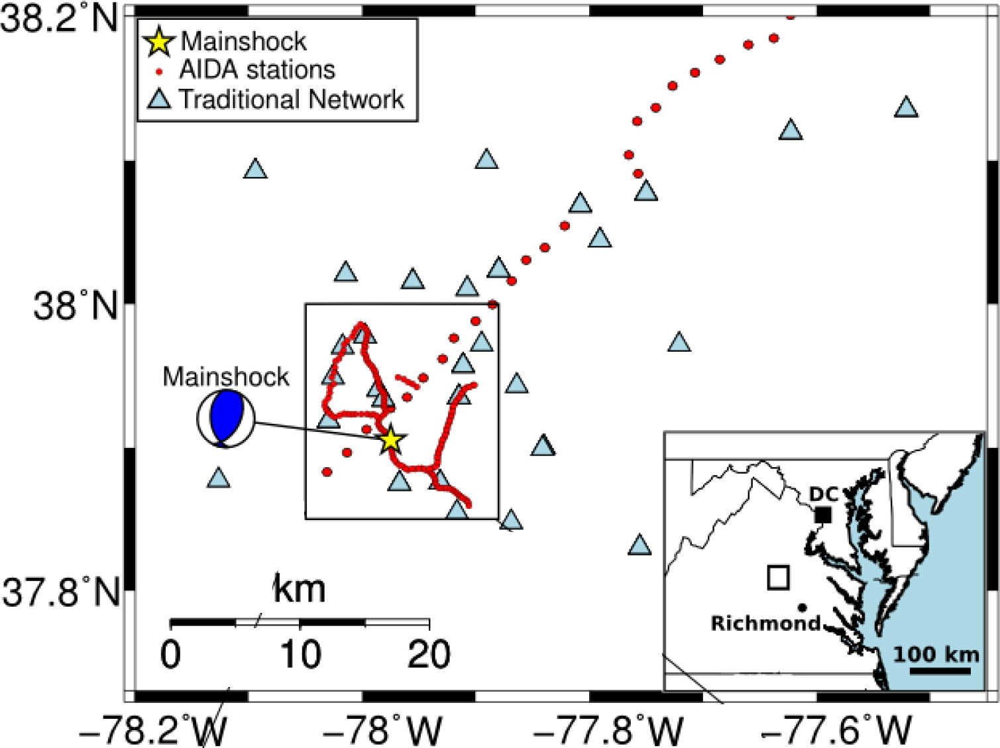 38.2°N
Mainshock
AIDA stations
Traditional Network
38°N
Mainshock
DC
37.8°N
km
Richmond
0 10 20
100 km
−78.2°W −78°W −77.8°W −77.6°W